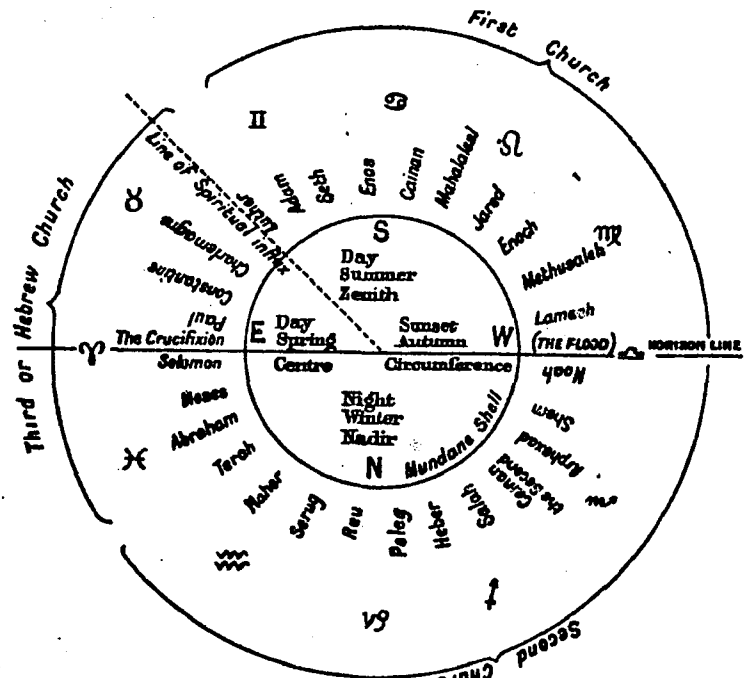 First Church
♊
♋
♌
♍
♎
♏
♐
♑
♒
♓
♈
♉
Line of Spiritual Influx
Luther
Adam
Seth
Enos
Cainan
Mahalaleel
Jared
Enoch
Methusaleh
Lamech
(THE FLOOD)
HORIZON LINE
Noah
Shem
Arphaxad
Cainan
the Second
Salah
Heber
Peleg
Reu
Serug
Nahor
Terah
Abraham
Moses
Solomon
The Crucifixion
Paul
Constantine
Charlemagne
Third or Hebrew Church
Second
S
Day
Summer
Zenith
E
Day
Spring
Sunset
Autumn
W
Centre
Circumference
Night
Winter
Nadir
N
Mundane Shell